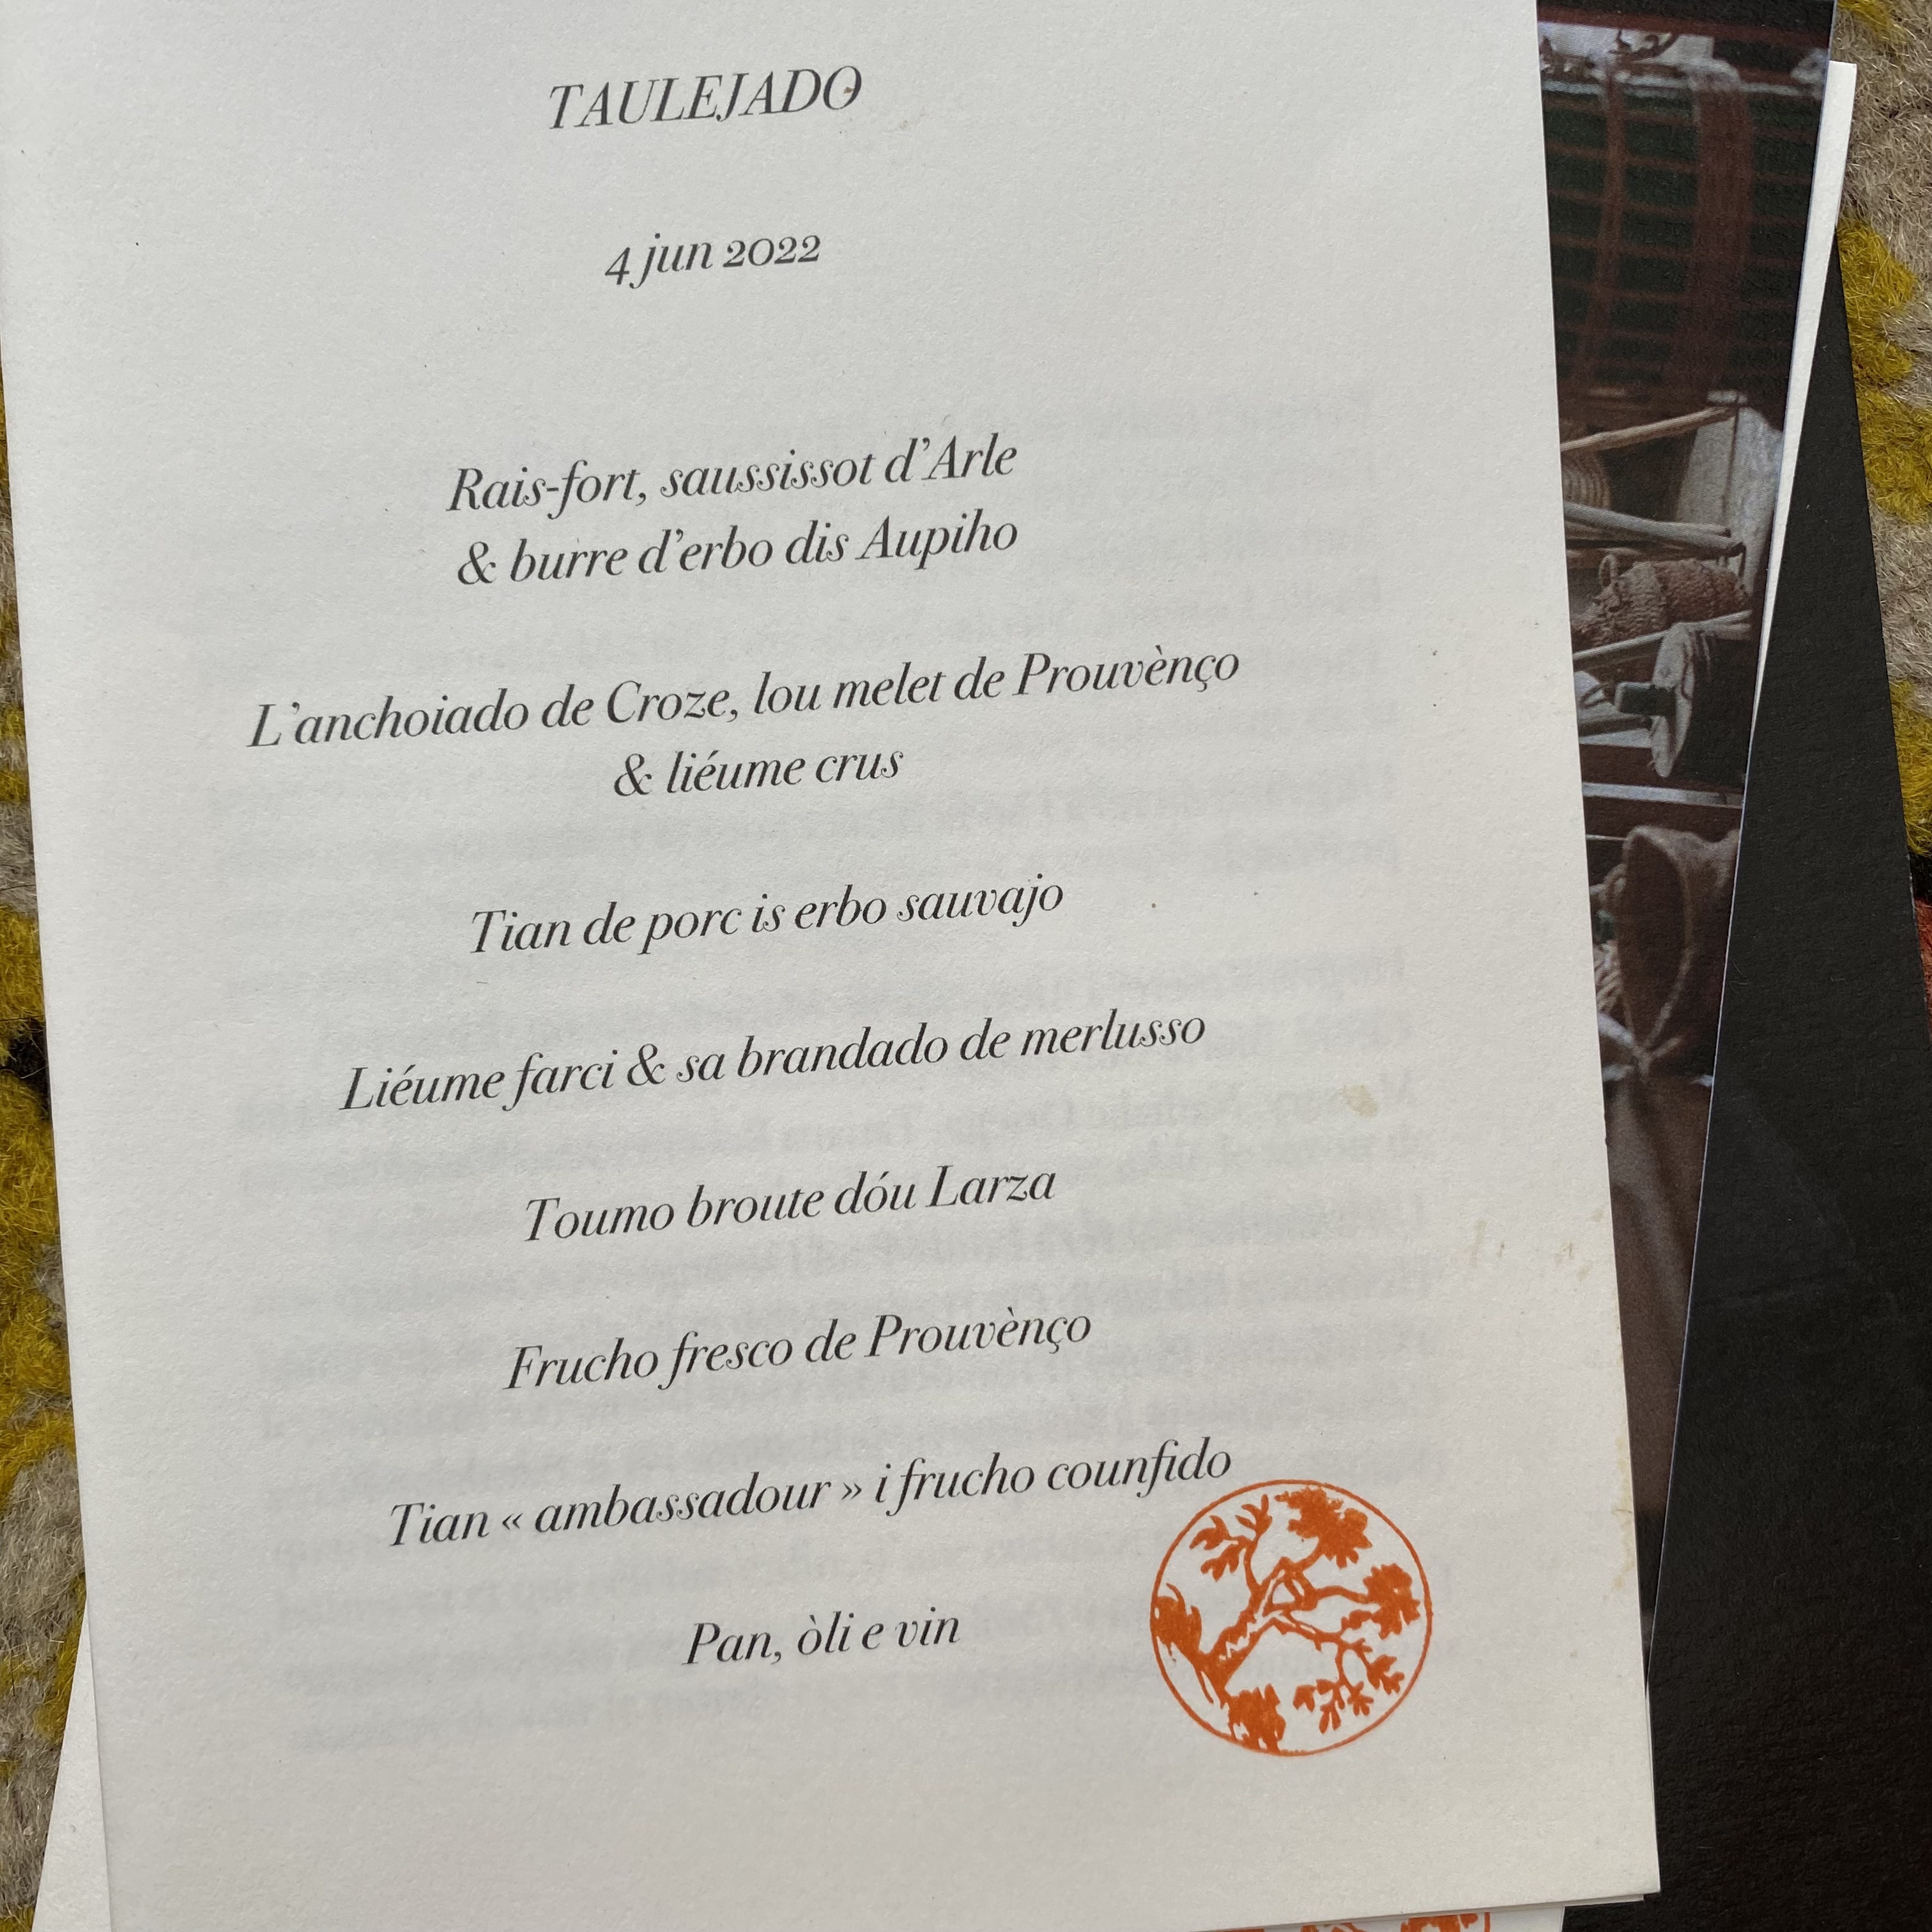 TAULEJADO
4 jun 2022
Rais-fort, saussissot d’Arle
& burre d’erbo dis Aupiho
L’anchoiado de Croze, lou melet de Prouvènço
& liéume crus
Tian de porc is erbo sauvajo
Liéume farci & sa brandado de merlusso
Toumo broute dóu Larza
Frucho fresco de Prouvènço
Tian « ambassadour » i frucho counfido
Pan, òli e vin